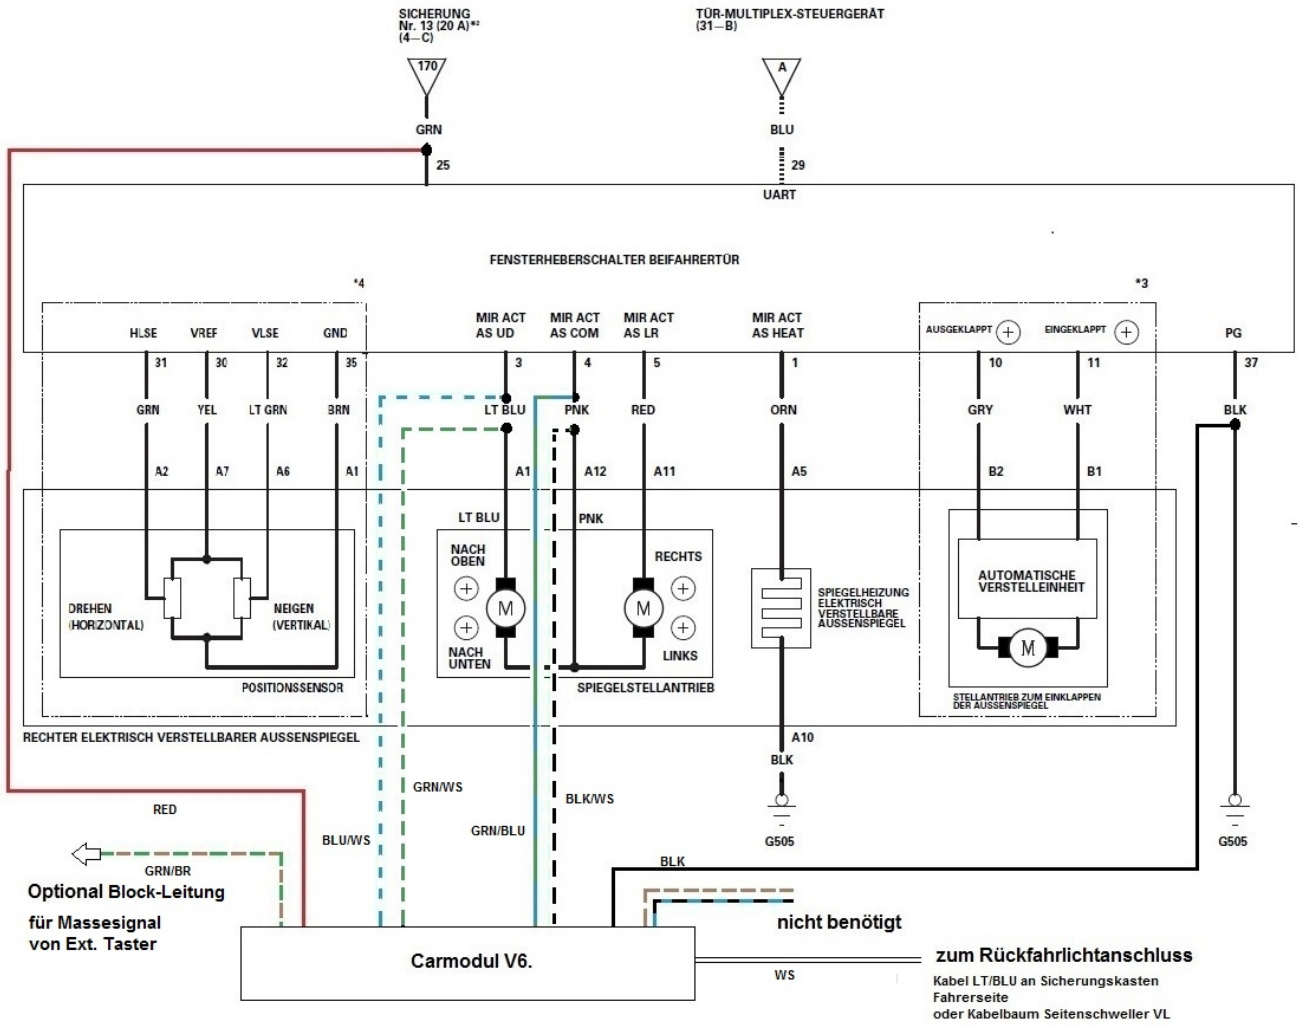 SICHERUNG
Nr. 13 (20 A)*²
(4—C)
TÜR-MULTIPLEX-STEUERGERÄT
(31—B)
170
A
GRN
BLU
25
29
UART
FENSTERHEBERSCHALTER BEIFAHRERTÜR
*4
*3
HLSE VREF VLSE GND
MIR ACT
AS UD
MIR ACT
AS COM
MIR ACT
AS LR
MIR ACT
AS HEAT
AUSGEKLAPPT
EINGEKLAPPT
PG
31 30 32 35 3 4 5 1 10 11 37
GRN YEL LT GRN BRN LT BLU PNK RED ORN GRY WHT BLK
A2 A7 A6 A1 A1 A12 A11 A5 B2 B1
LT BLU PNK
NACH
OBEN
RECHTS
M
M
NACH
UNTEN
LINKS
DREHEN
(HORIZONTAL)
NEIGEN
(VERTIKAL)
POSITIONSSENSOR
SPIEGELSTELLANTRIEB
SPIEGELHEIZUNG
ELEKTRISCH
VERSTELLBARE
AUSSENSPIEGEL
AUTOMATISCHE
VERSTELLEINHEIT
M
STELLANTRIEB ZUM EINKLAPPEN
DER AUSSENSPIEGEL
RECHTER ELEKTRISCH VERSTELLBARER AUSSENSPIEGEL
A10
BLK
G505
G505
RED
BLU/WS
GRN/WS
GRN/BLU
BLK/WS
BLK
GRN/BR
Optional Block-Leitung
für Massesignal
von Ext. Taster
nicht benötigt
Carmodul V6.
WS
zum Rückfahrlichtanschluss
Kabel LT/BLU an Sicherungskasten
Fahrerseite
oder Kabelbaum Seitenschweller VL